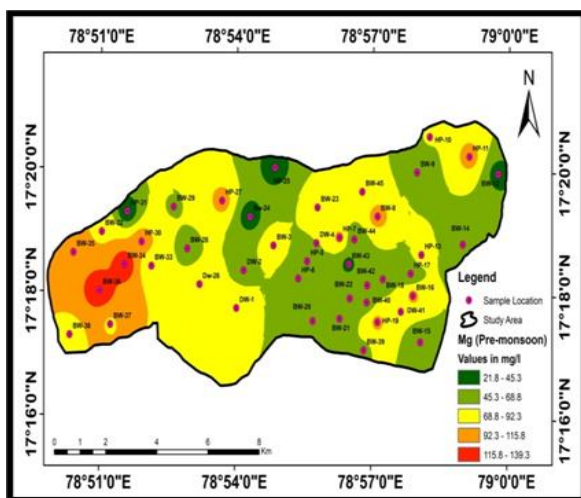 78°51'0"E 78°54'0"E 78°57'0"E 79°0'0"E
N
17°20'0"N 17°20'0"N
17°18'0"N 17°18'0"N
17°16'0"N 17°16'0"N
HP-10
HP-11
BW-9
HP-25
BW-45
BW-29
HP-27
BW-23
HP-31
BW-8
BW-32
HP-30
DW-4
HP-7
BW-44
BW-14
BW-35
BW-28
BW-3
HP-13
HP-5
BW-43
BW-34
BW-33
DW-2
HP-17
HP-6
BW-42
BW-18
Dw-26
BW-36
BW-22
BW-16
BW-40
DW-1
DW-41
BW-20
BW-21
HP-19
BW-38
BW-37
BW-15
BW-39
Legend
Sample Location
Study Area
Mg (Pre-monsoon)
Values in mg/l
21.8 - 45.3
45.3 - 68.8
68.8 - 92.3
92.3 - 115.8
115.8 - 139.3
0 1 2 4 6 8
Km
78°51'0"E 78°54'0"E 78°57'0"E 79°0'0"E